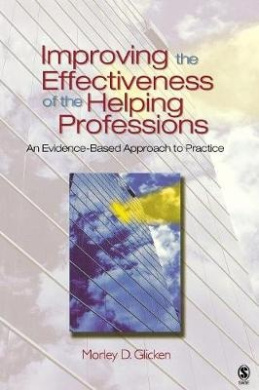 Improving the
Effectiveness
of the Helping
Professions
An Evidence-Based Approach to Practice
Morley D. Glicken
SAGE